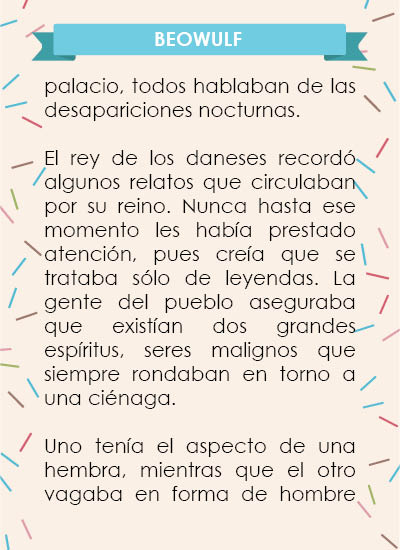 BEOWULF
palacio, todos hablaban de las
desapariciones nocturnas.
El rey de los daneses recordó
algunos relatos que circulaban
por su reino. Nunca hasta ese
momento les había prestado
atención, pues creía que se
trataba sólo de leyendas. La
gente del pueblo aseguraba
que existían dos grandes
espíritus, seres malignos que
siempre rondaban en torno a
una ciénaga.
Uno tenía el aspecto de una
hembra, mientras que el otro
vagaba en forma de hombre